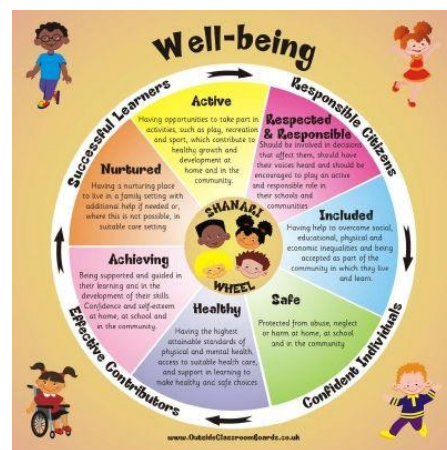 Well-being
Successful Learners
Responsible Citizens
Active
Having opportunities to take part in
activities, such as play, recreation
and sport, which contribute to
healthy growth and
development at
home and in the
community.
Respected
& Responsible
Should be involved in decisions
that affect them, should have
their voices heard and should be
encouraged to play an active
and responsible role in
their schools and
communities
Nurtured
Having a nurturing place
to live in a family setting with
additional help if needed or,
where this is not possible, in
suitable care setting
Included
Having help to overcome social,
educational, physical and
economic inequalities and being
accepted as part of the
community in which they live
and learn.
SHANARI
WHEEL
Achieving
Being supported and guided in
their learning and in the
development of their skills.
Confidence and self-esteem
at home, at school and
in the community.
Healthy
Having the highest
attainable standards of
physical and mental health,
access to suitable health care,
and support in learning to
make healthy and safe choices
Safe
Protected from abuse, neglect
or harm at home, at school
and in the community
Effective Contributors
Confident Individuals
www.OutsideClassroomBoards.co.uk